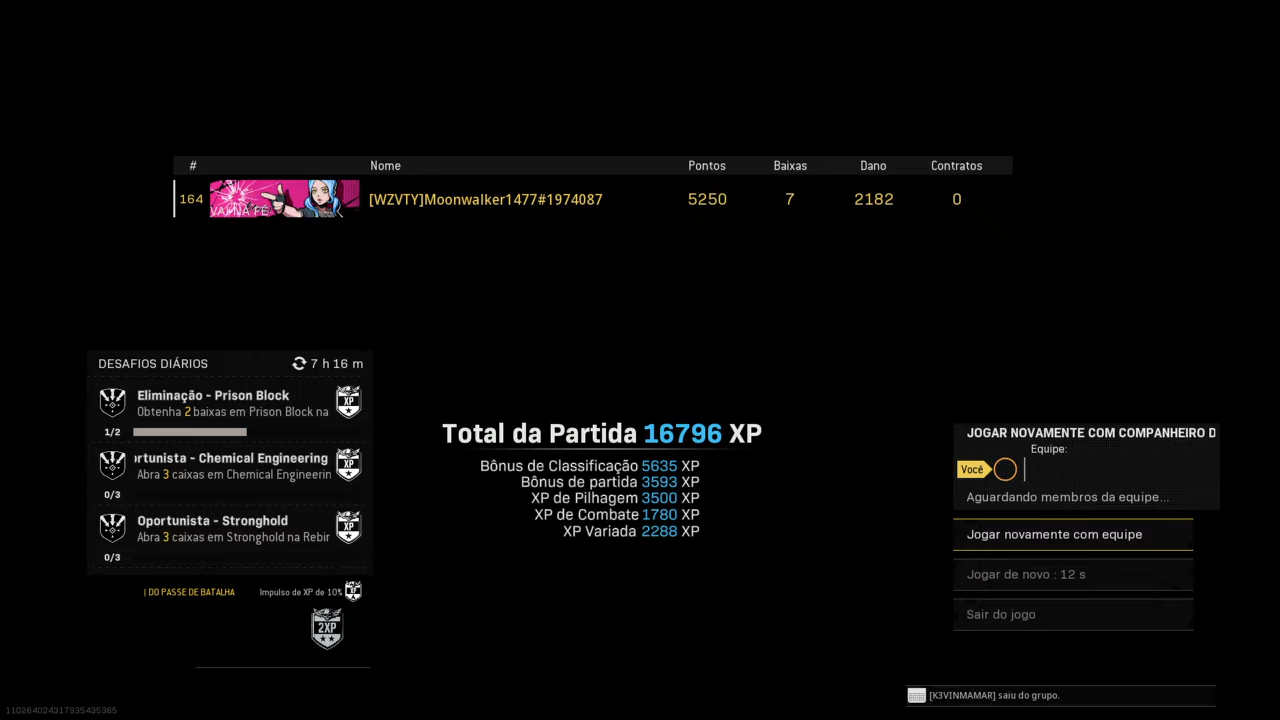 # Nome Pontos Baixas Dano Contratos
164 [WZVTY]Moonwalker1477#1974087 5250 7 2182 0
DESAFIOS DIÁRIOS 7 h 16 m
Eliminação - Prison Block
Obtenha 2 baixas em Prison Block na
XP
1/2
rtunista - Chemical Engineering
Abra 3 caixas em Chemical Engineerin
XP
0/3
Oportunista - Stronghold
Abra 3 caixas em Stronghold na Rebir
XP
0/3
| DO PASSE DE BATALHA Impulso de XP de 10%
2XP
Total da Partida 16796 XP
Bônus de Classificação 5635 XP
Bônus de partida 3593 XP
XP de Pilhagem 3500 XP
XP de Combate 1780 XP
XP Variada 2288 XP
JOGAR NOVAMENTE COM COMPANHEIRO D
Equipe:
Você
Aguardando membros da equipe...
Jogar novamente com equipe
Jogar de novo : 12 s
Sair do jogo
[K3VINMAMAR] saiu do grupo.
110264024317935435365